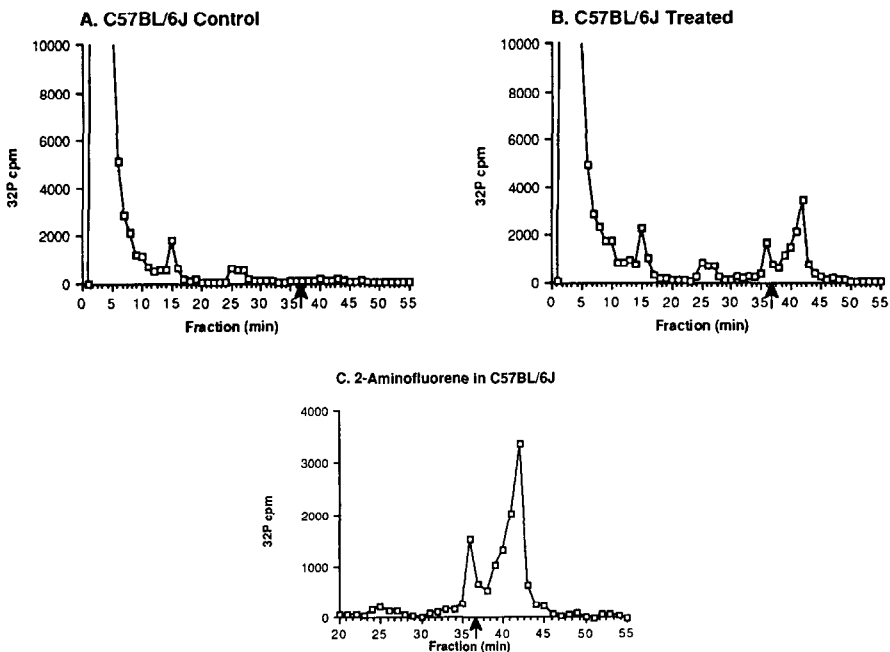 A. C57BL/6J Control
10000
8000
6000
4000
2000
0
32P cpm
0 5 10 15 20 25 30 35 40 45 50 55
Fraction (min)
B. C57BL/6J Treated
10000
8000
6000
4000
2000
0
32P cpm
0 5 10 15 20 25 30 35 40 45 50 55
Fraction (min)
C. 2-Aminofluorene in C57BL/6J
4000
3000
2000
1000
0
32P cpm
20 25 30 35 40 45 50 55
Fraction (min)